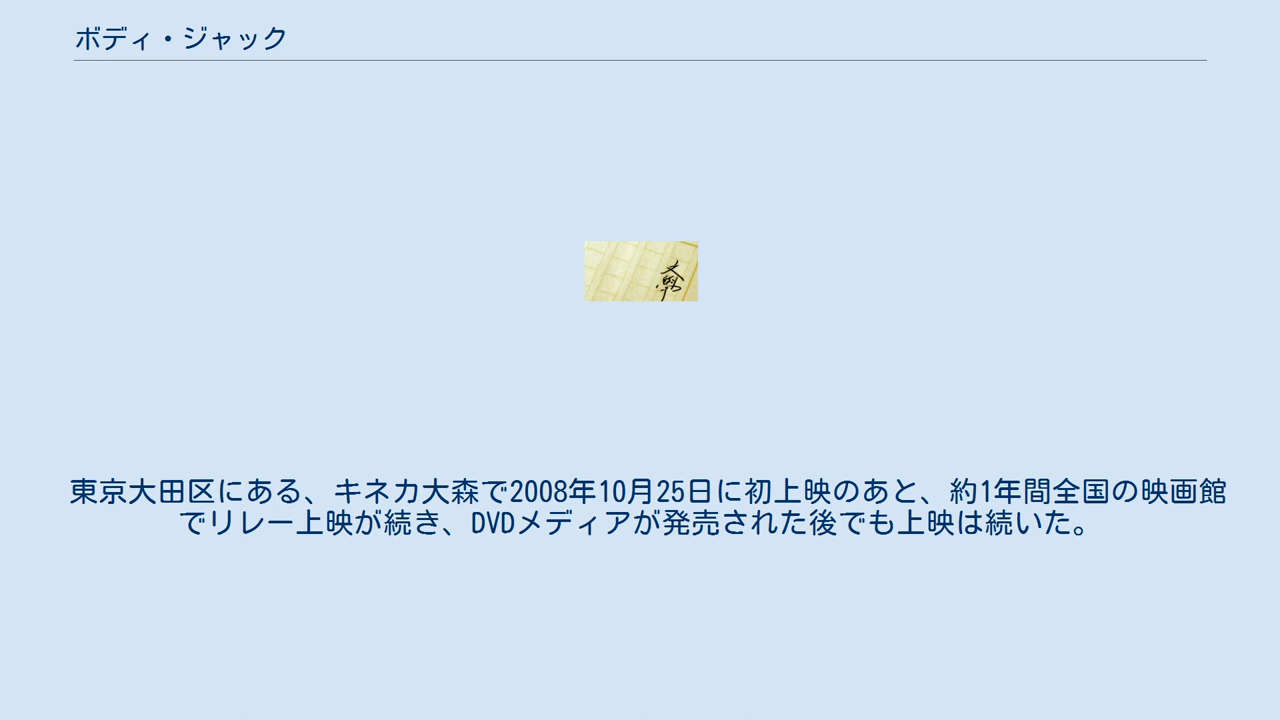 ボディ・ジャック
東京大田区にある、キネカ大森で2008年10月25日に初上映のあと、約1年間全国の映画館
でリレー上映が続き、DVDメディアが発売された後でも上映は続いた。